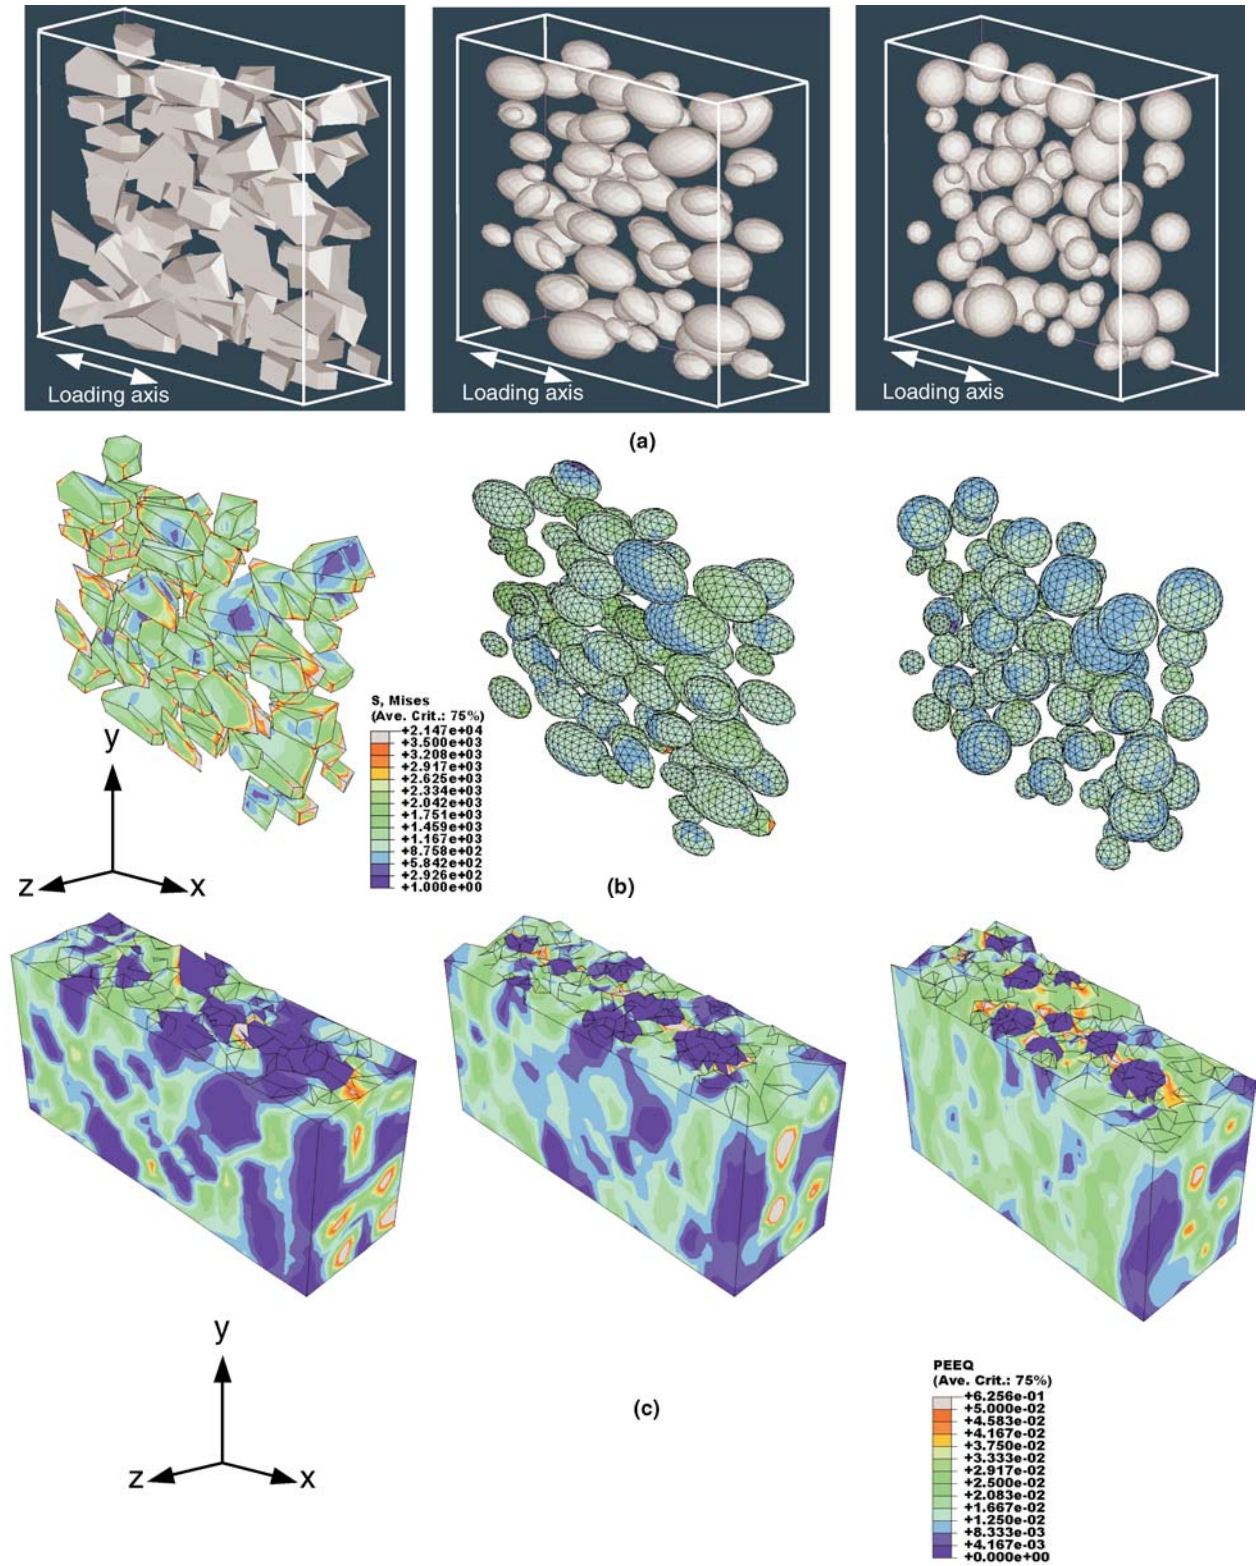 Loading axis
Loading axis
Loading axis
(a)
S, Mises
(Ave. Crit.: 75%)
+2.147e+04
+3.500e+03
+3.208e+03
+2.917e+03
+2.625e+03
+2.334e+03
+2.042e+03
+1.751e+03
+1.459e+03
+1.167e+03
+8.758e+02
+5.842e+02
+2.926e+02
+1.000e+00
y
z
x
(b)
y
z
x
(c)
PEEQ
(Ave. Crit.: 75%)
+6.256e-01
+5.000e-02
+4.583e-02
+4.167e-02
+3.750e-02
+3.333e-02
+2.917e-02
+2.500e-02
+2.083e-02
+1.667e-02
+1.250e-02
+8.333e-03
+4.167e-03
+0.000e+00